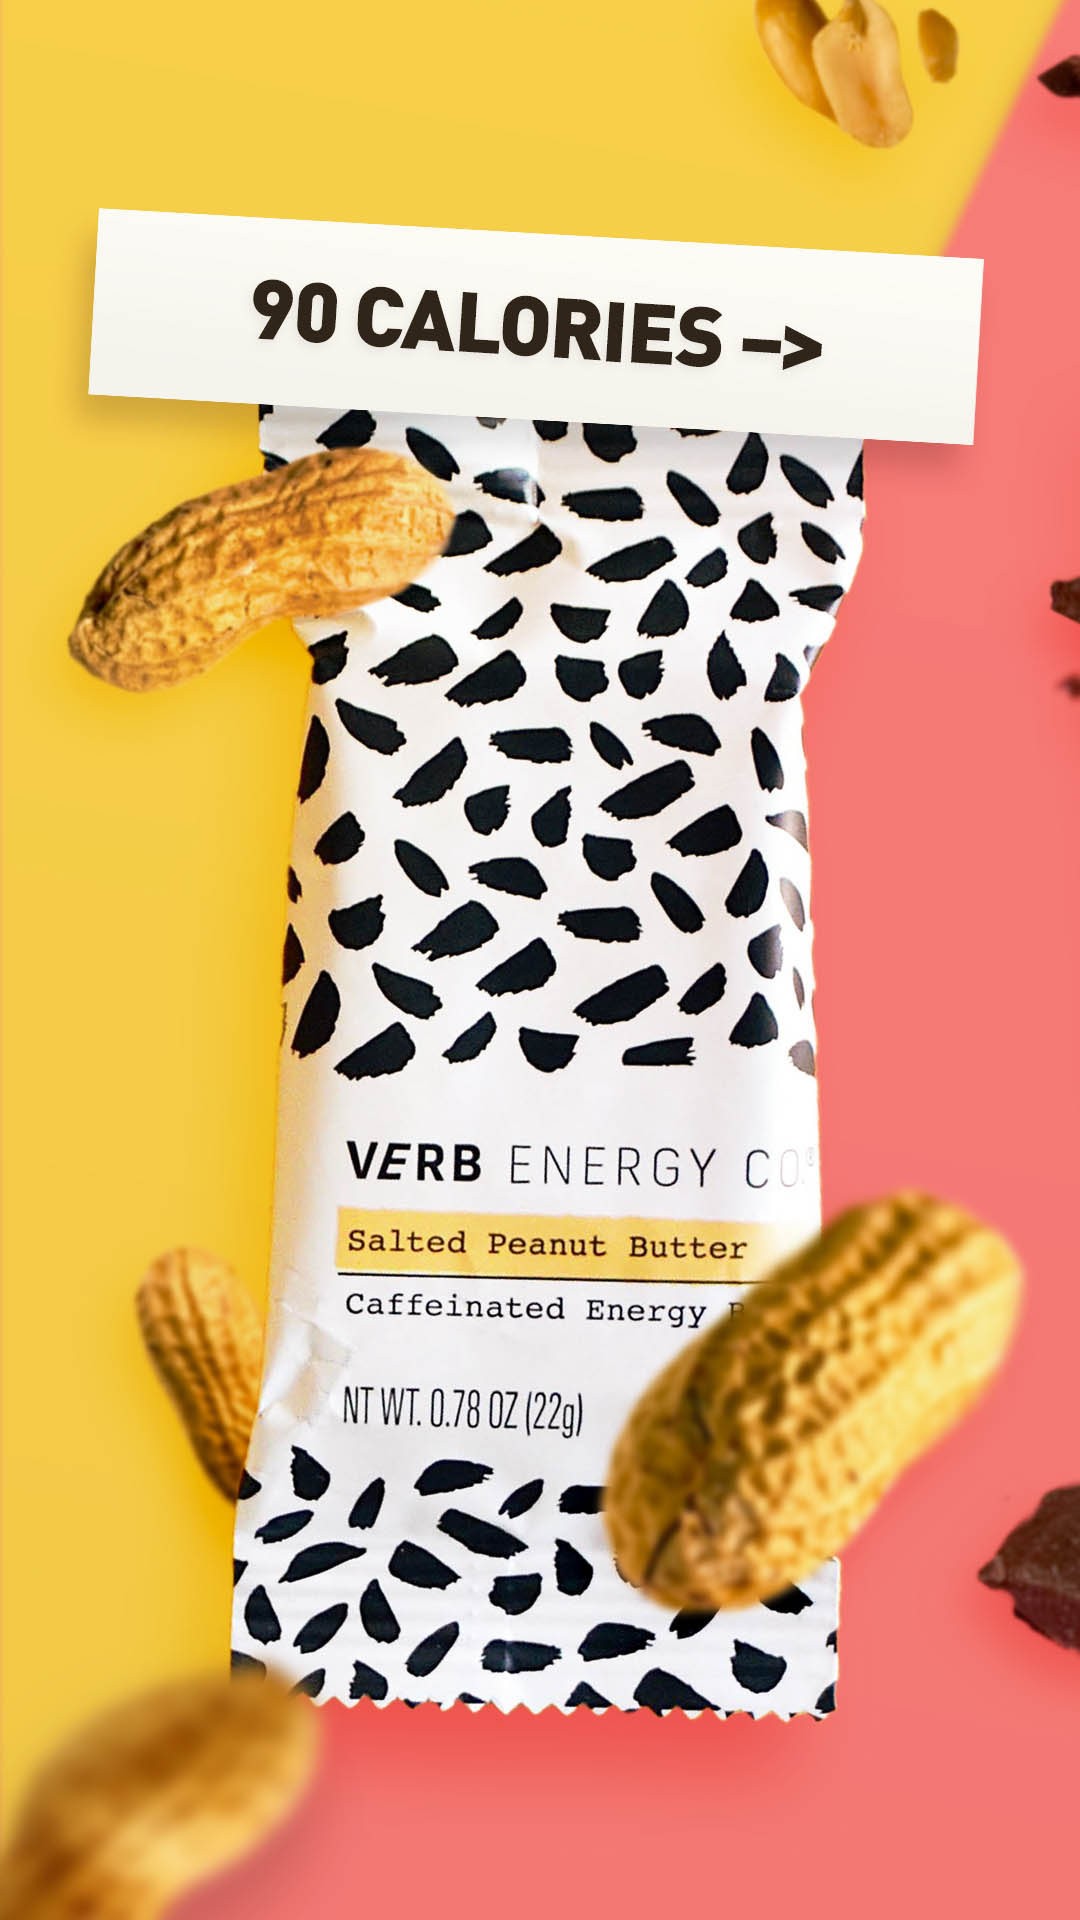 90 CALORIES –>
VERB ENERGY CO.®
Salted Peanut Butter
Caffeinated Energy
NT WT. 0.78 OZ (22g)